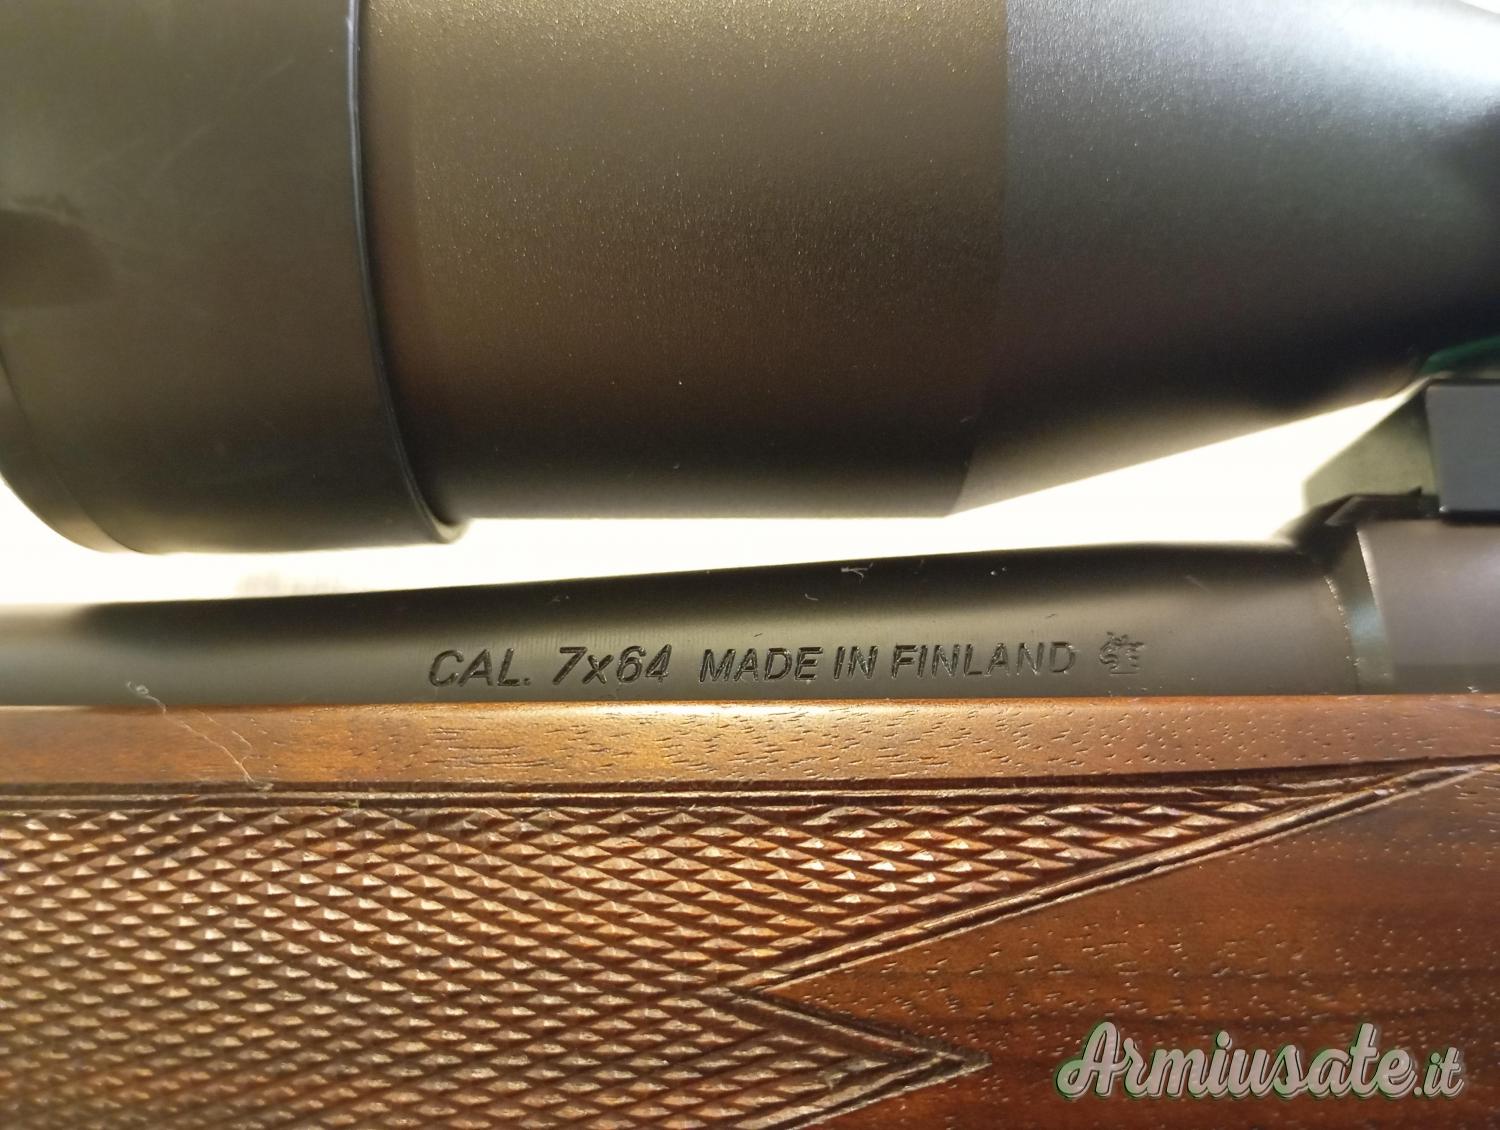 CAL. 7x64 MADE IN FINLAND
Armiusate.it